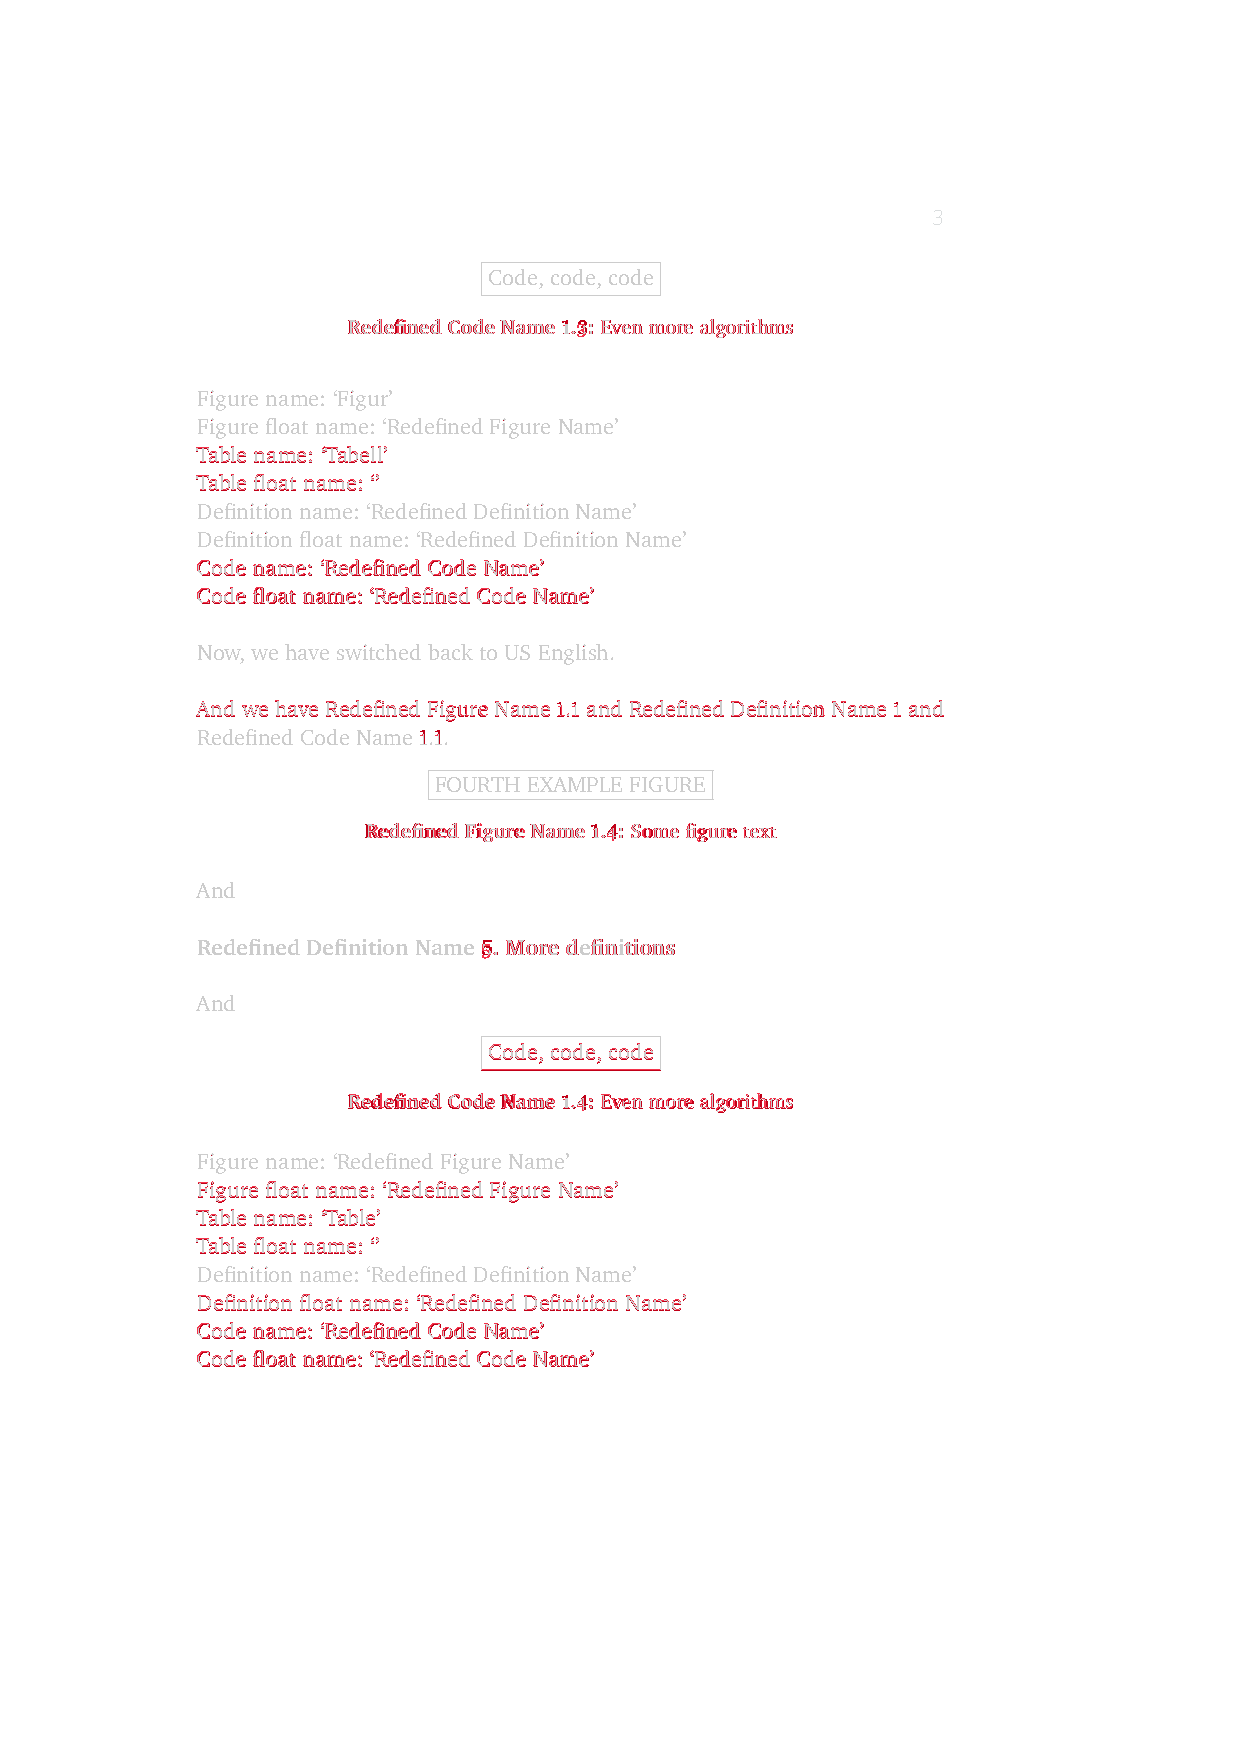 3
Code, code, code
Redefined Code Name Even more algorithms
Figure name: ‘Figur’
Figure float name: ‘Redefined Figure Name’
Table name: ‘Tabell’
Table float name: ‘’
Definition name: ‘Redefined Definition Name’
Definition float name: ‘Redefined Definition Name’
Code name: ‘Redefined Code Name’
Code float name: ‘Redefined Code Name’
Now, we have switched back to US English.
And we have Redefined Figure Name 1.1 and Redefined Definition Name 1 and
Redefined Code Name 1.1.
FOURTH EXAMPLE FIGURE
Redefined Figure Name 1.4: Some figure text
And
Redefined Definition Name More definitions
And
Code, code, code
Redefined Code Name 1.4: Even more algorithms
Figure name: ‘Redefined Figure Name’
Figure float name: ‘Redefined Figure Name’
Table name: ‘Table’
Table float name: ‘’
Definition name: ‘Redefined Definition Name’
Definition float name: ‘Redefined Definition Name’
Code name: ‘Redefined Code Name’
Code float name: ‘Redefined Code Name’